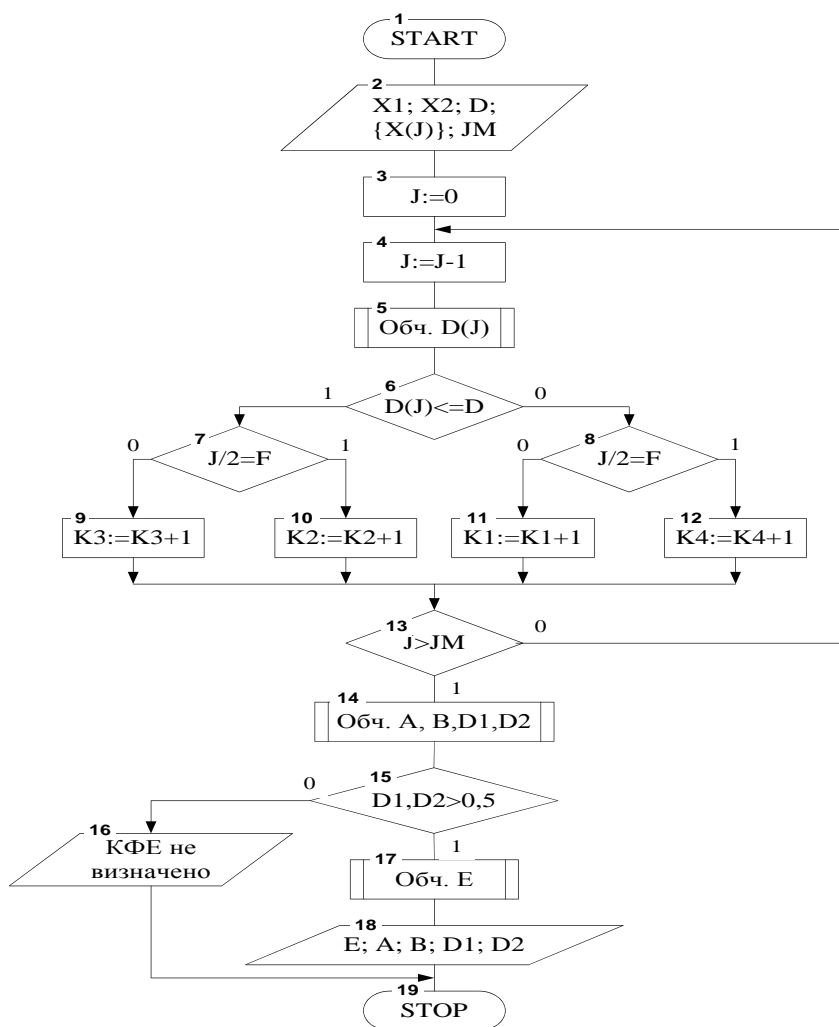 1
START
2
X1; X2; D;
{X(J)}; JM
3
J:=0
4
J:=J-1
5
Обч. D(J)
6
1
0
D(J)<=D
7
0
1
J/2=F
8
0
1
J/2=F
9
K3:=K3+1
10
K2:=K2+1
11
K1:=K1+1
12
K4:=K4+1
13
0
J>JM
1
14
Обч. A, B,D1,D2
15
0
D1,D2>0,5
16
КФЕ не
визначено
1
17
Обч. E
18
E; A; B; D1; D2
19
STOP